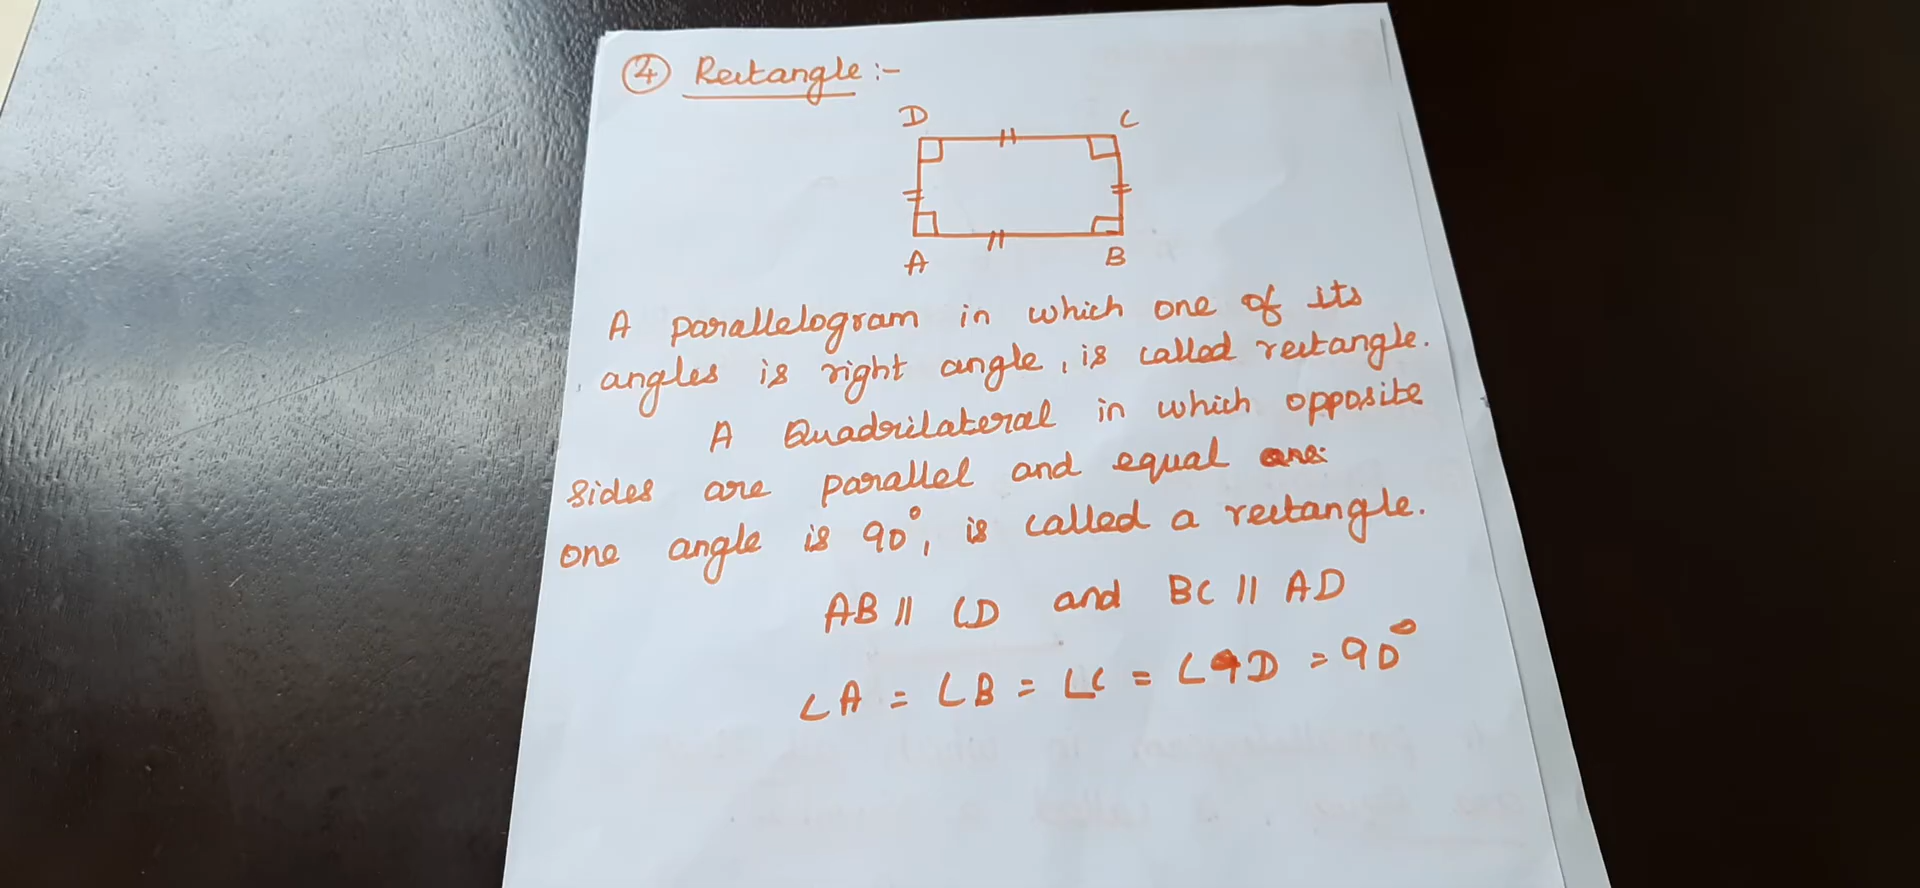 ④ Rectangle :-
D C
A B
A parallelogram in which one of its
angles is right angle, is called rectangle.
A Quadrilateral in which opposite
sides are parallel and equal
one angle is 90°, is called a rectangle.
AB || CD and BC || AD
∠A = ∠B = ∠C = ∠D = 90°